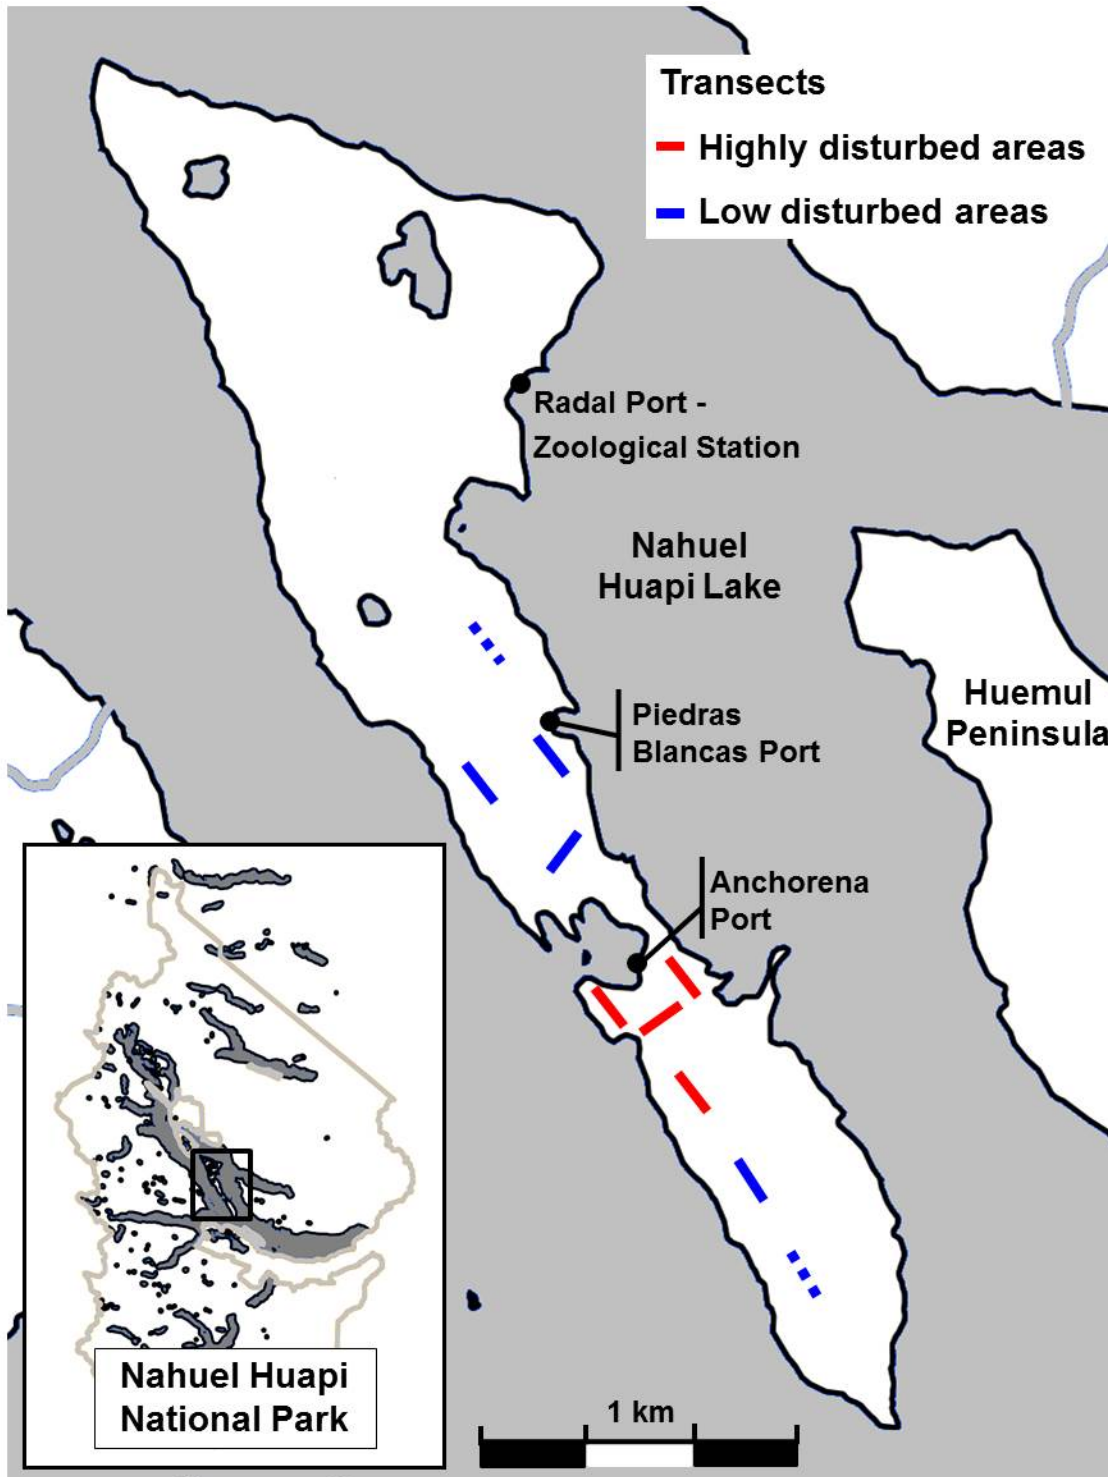 Transects
Highly disturbed areas
Low disturbed areas
Radal Port -
Zoological Station
Nahuel
Huapi Lake
Huemul
Peninsula
Piedras
Blancas Port
Anchorena
Port
Nahuel Huapi
National Park
1 km